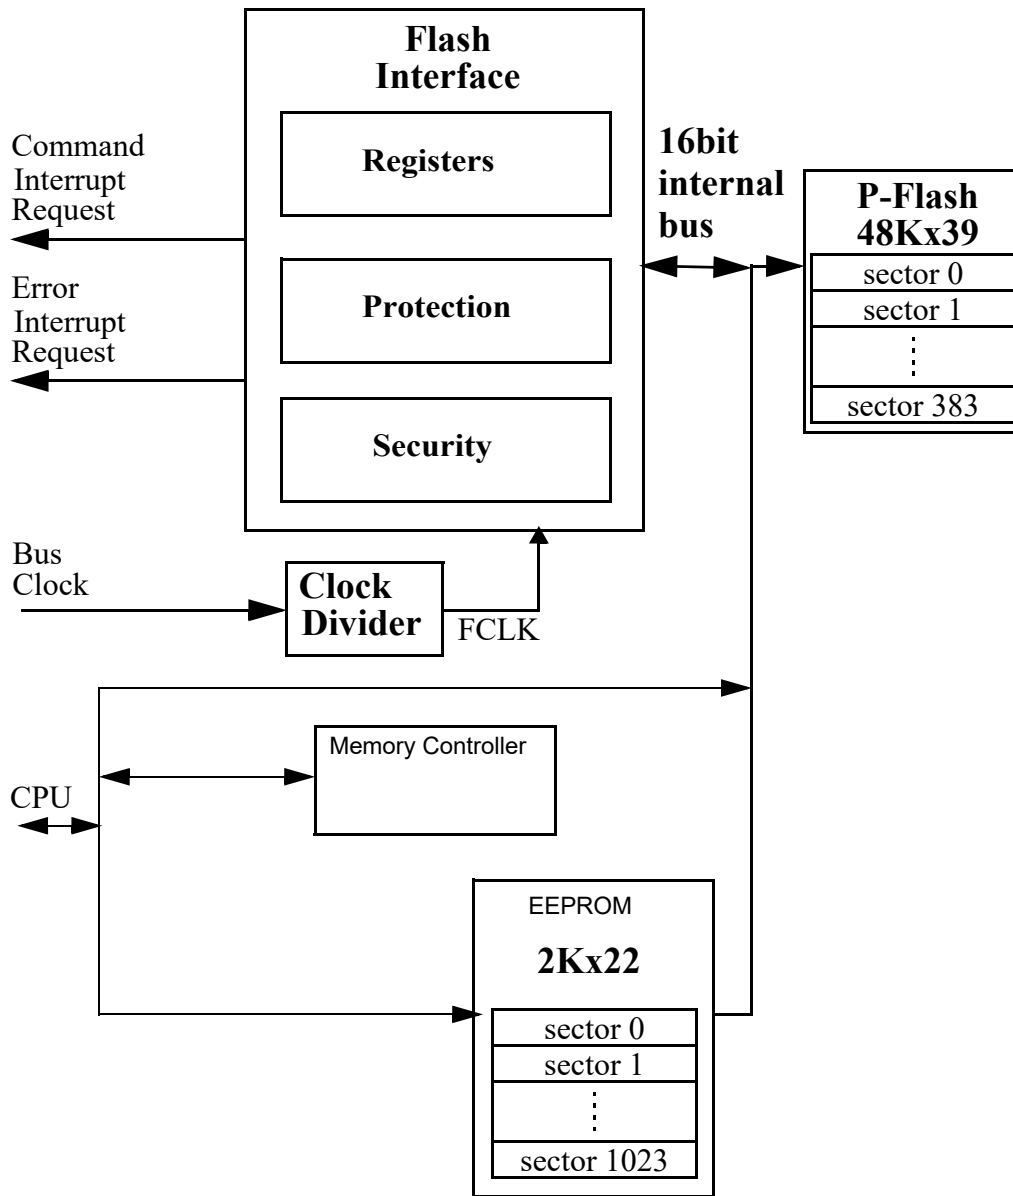 Flash
Interface
Registers
Protection
Security
Command
Interrupt
Request
Error
Interrupt
Request
16bit
internal
bus
P-Flash
48Kx39
sector 0
sector 1
sector 383
Bus
Clock
Clock
Divider
FCLK
Memory Controller
CPU
EEPROM
2Kx22
sector 0
sector 1
sector 1023